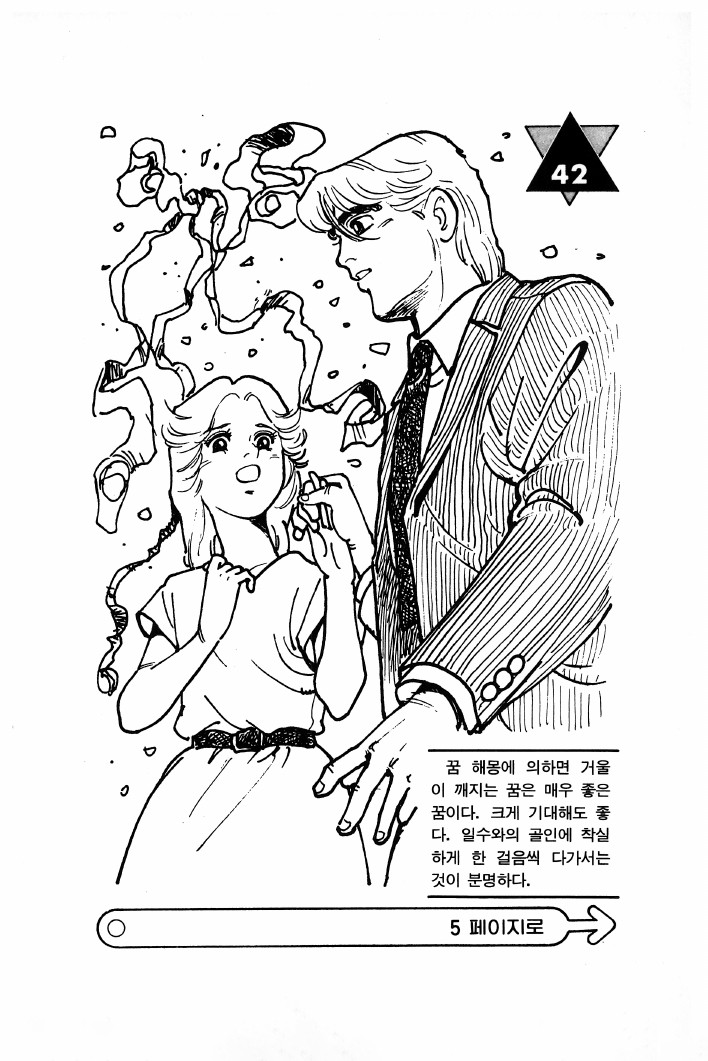 42
꿈 해몽에 의하면 거울
이 깨지는 꿈은 매우 좋은
꿈이다. 크게 기대해도 좋
다. 일수와의 골인에 착실
하게 한 걸음씩 다가서는
것이 분명하다.
5 페이지로